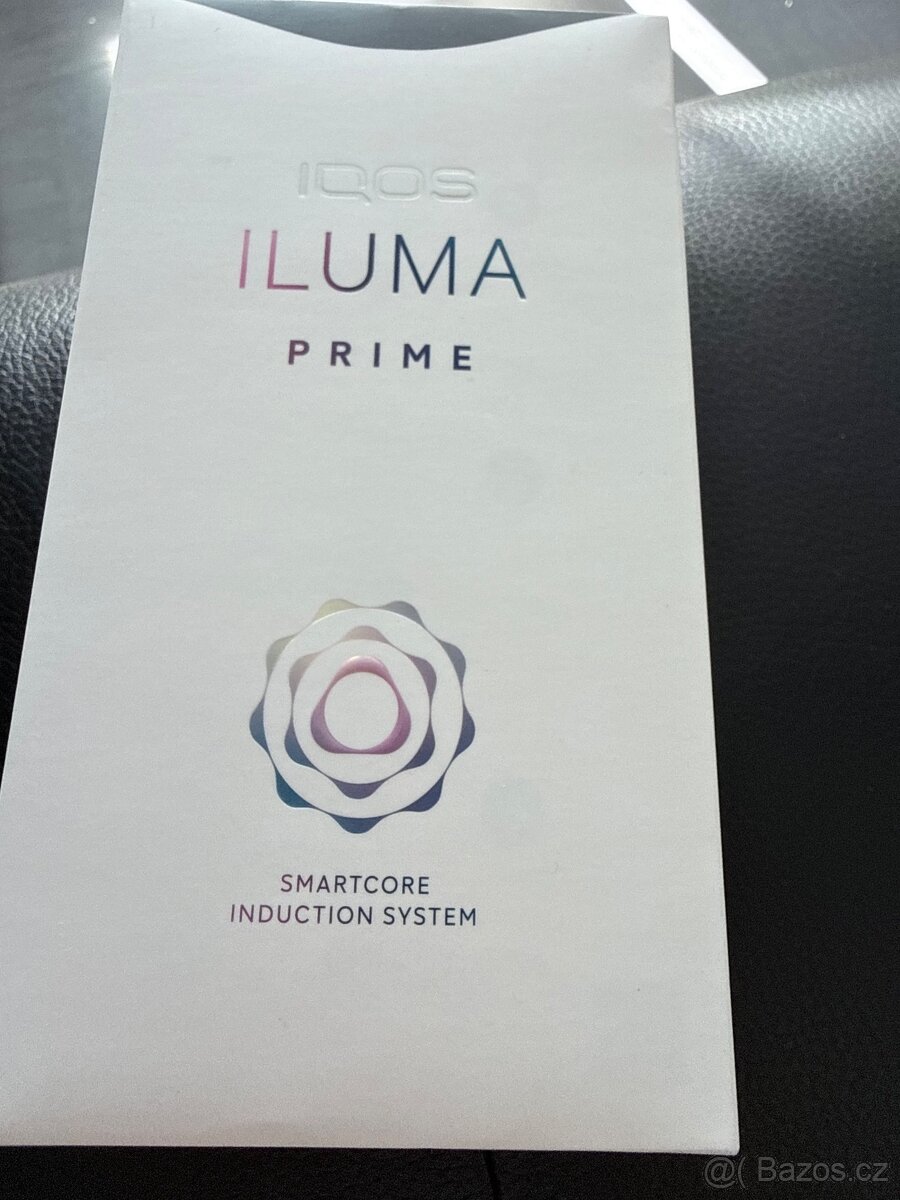 IQOS
ILUMA
PRIME
SMARTCORE
INDUCTION SYSTEM
@( Bazos.cz